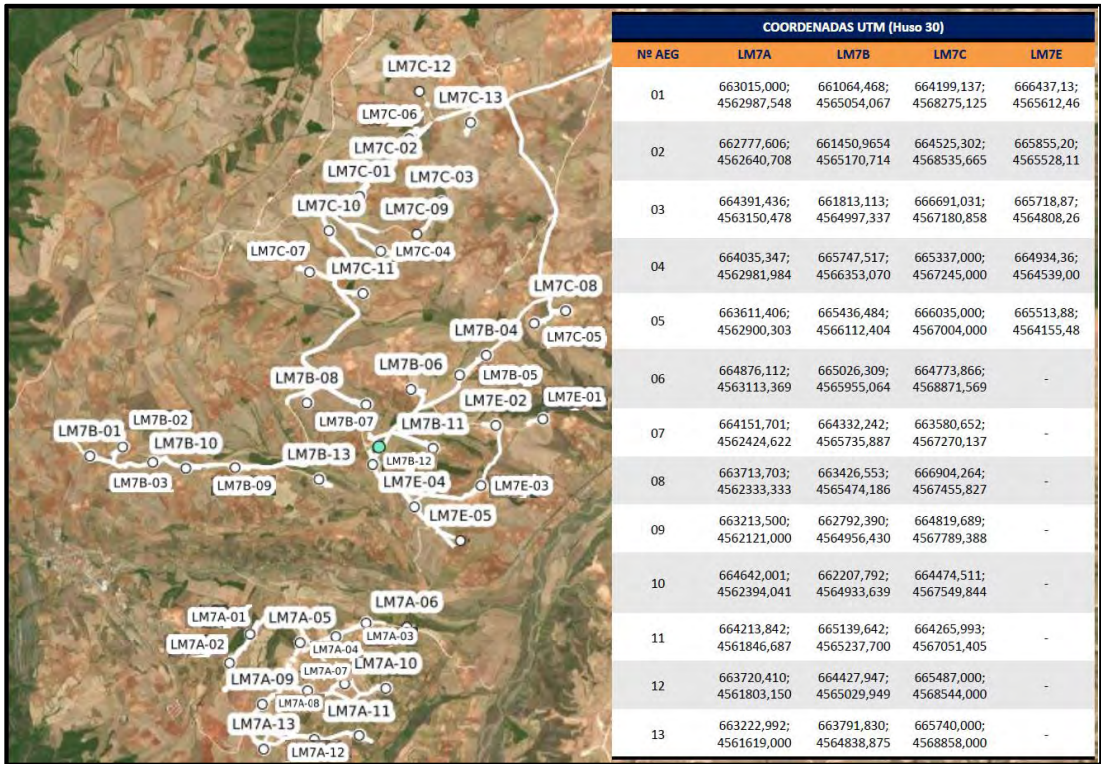 LM7C-12
LM7C-13
LM7C-06
LM7C-02
LM7C-01
LM7C-03
LM7C-10
LM7C-09
LM7C-07
LM7C-04
LM7C-11
LM7C-08
LM7B-04
LM7C-05
LM7B-06
LM7B-08
LM7B-05
LM7E-02
LM7E-01
LM7B-07
LM7B-02
LM7B-11
LM7B-01
LM7B-10
LM7B-13
LM7B-12
LM7B-03
LM7B-09
LM7E-04
LM7E-03
LM7E-05
LM7A-06
LM7A-01
LM7A-05
LM7A-03
LM7A-02
LM7A-04
LM7A-10
LM7A-07
LM7A-09
LM7A-08
LM7A-11
LM7A-13
LM7A-12
COORDENADAS UTM (Huso 30)
Nº AEG LM7A LM7B LM7C LM7E
01 663015,000; 661064,468; 664199,137; 666437,13;
4562987,548 4565054,067 4568275,125 4565612,46
02 662777,606; 661450,9654 664525,302; 665855,20;
4562640,708 4565170,714 4568535,665 4565528,11
03 664391,436; 661813,113; 666691,031; 665718,87;
4563150,478 4564997,337 4567180,858 4564808,26
04 664035,347; 665747,517; 665337,000; 664934,36;
4562981,984 4566353,070 4567245,000 4564539,00
05 663611,406; 665436,484; 666035,000; 665513,88;
4562900,303 4566112,404 4567004,000 4564155,48
06 664876,112; 665026,309; 664773,866; -
4563113,369 4565955,064 4568871,569
07 664151,701; 664332,242; 663580,652; -
4562424,622 4565735,887 4567270,137
08 663713,703; 663426,553; 666904,264; -
4562333,333 4565474,186 4567455,827
09 663213,500; 662792,390; 664819,689; -
4562121,000 4564956,430 4567789,388
10 664642,001; 662207,792; 664474,511; -
4562394,041 4564933,639 4567549,844
11 664213,842; 665139,642; 664265,993; -
4561846,687 4565237,700 4567051,405
12 663720,410; 664427,947; 665487,000; -
4561803,150 4565029,949 4568544,000
13 663222,992; 663791,830; 665740,000; -
4561619,000 4564838,875 4568858,000